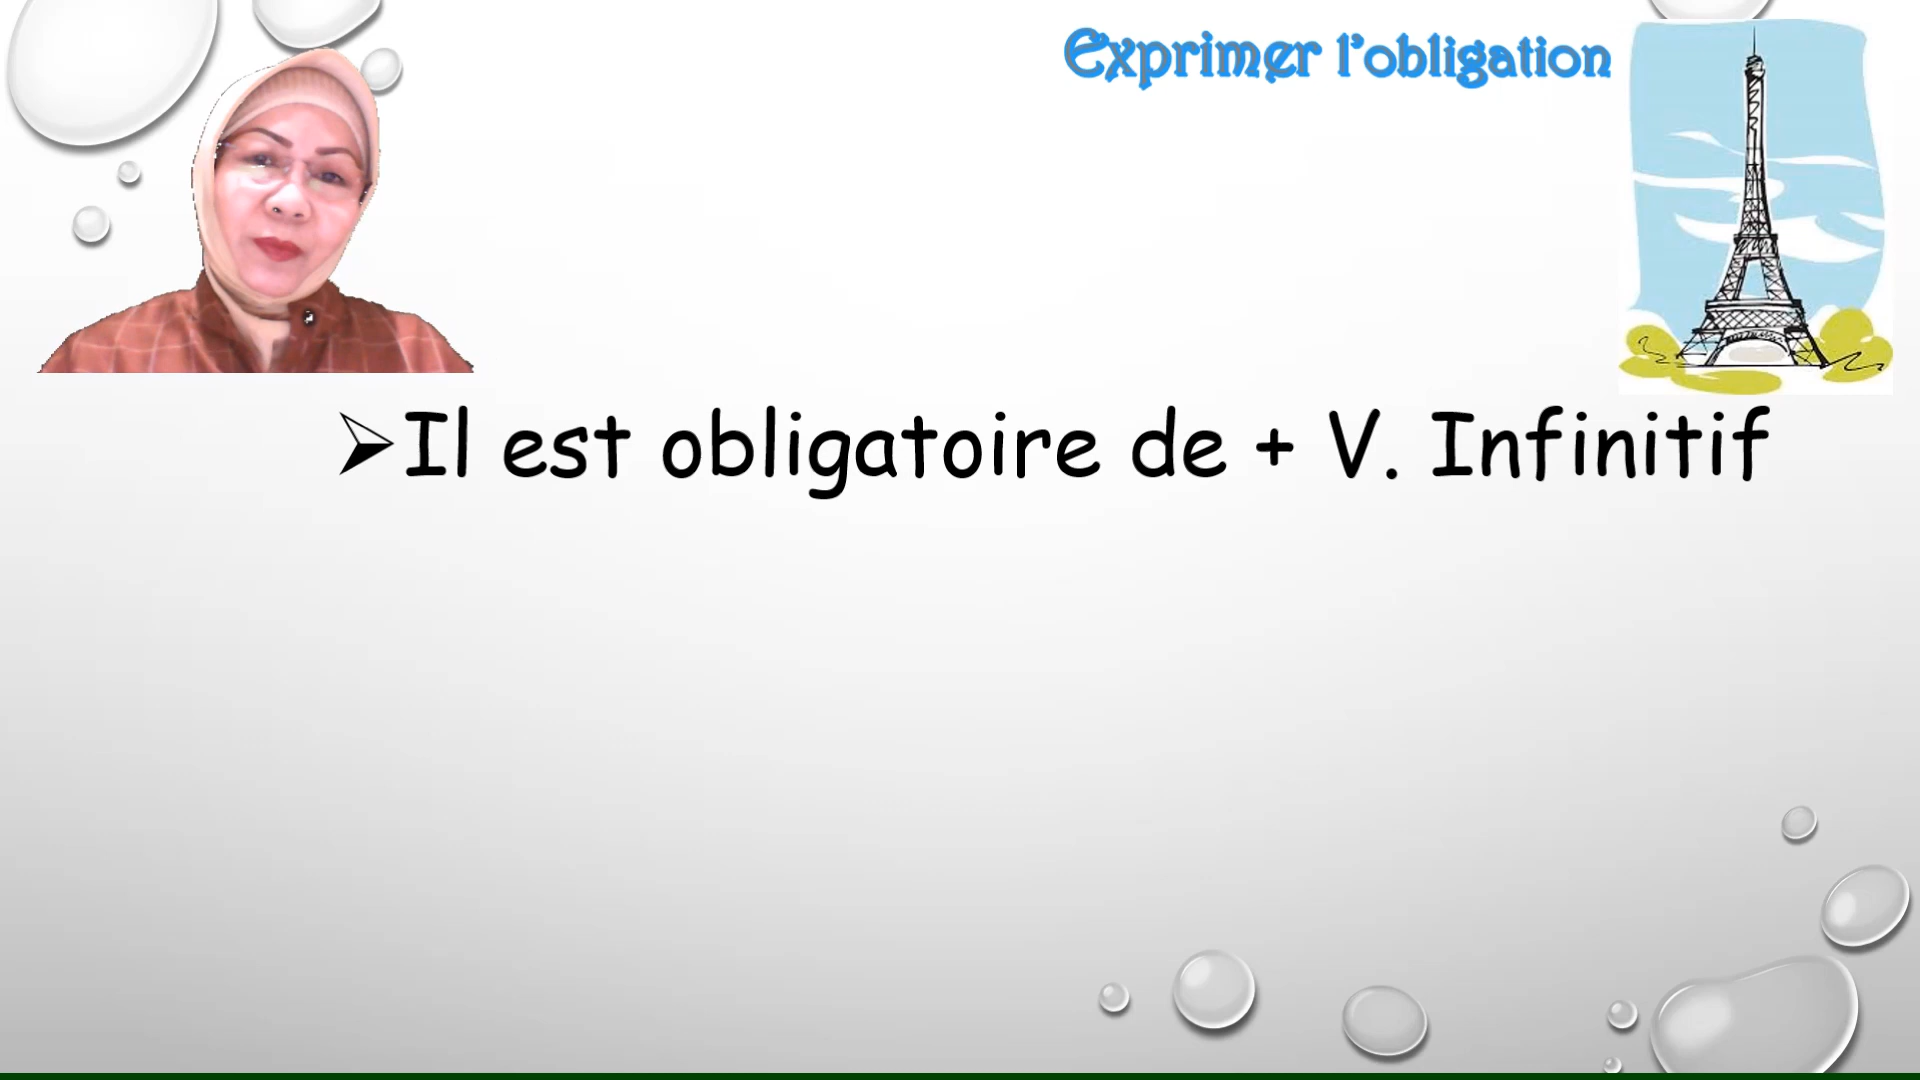 Exprimer l'obligation
➢Il est obligatoire de + V. Infinitif